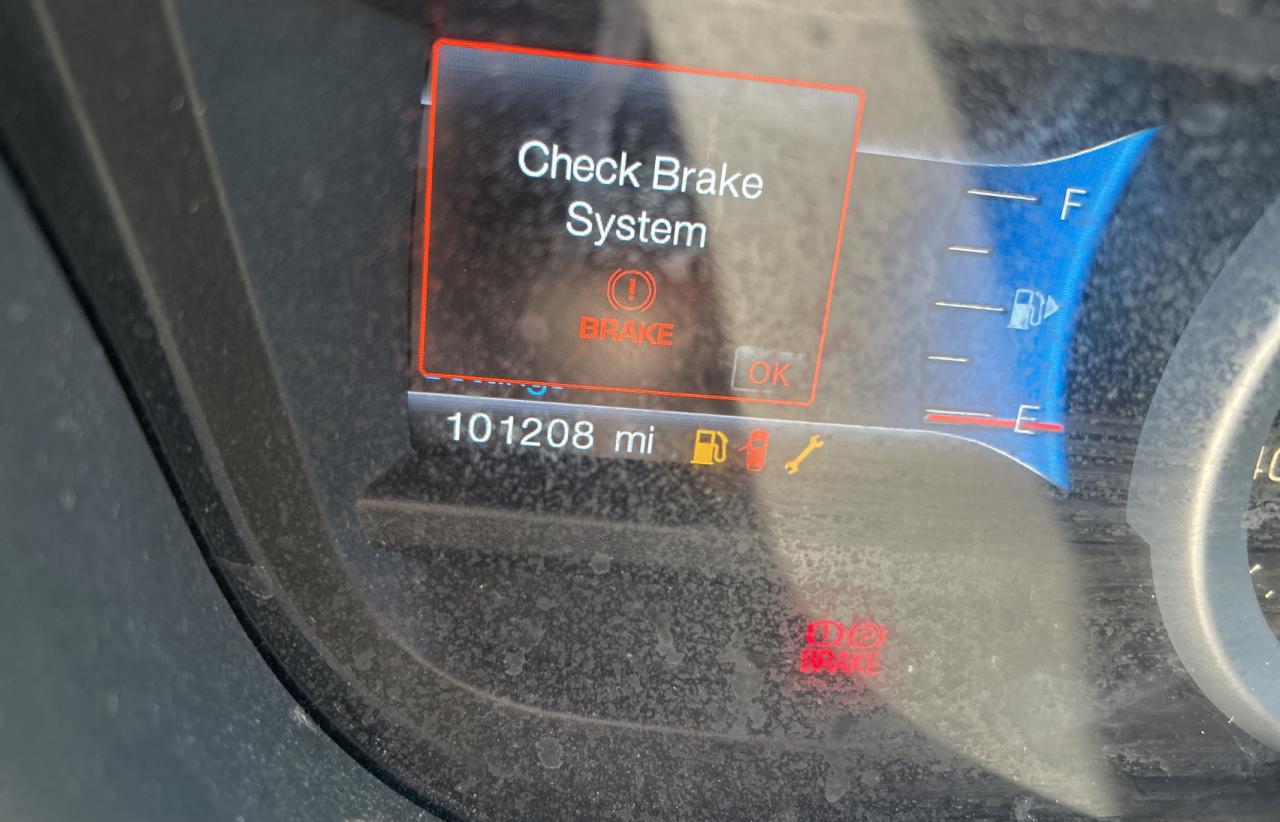 Check Brake
System
BRAKE
OK
F
E
101208 mi
BRAKE